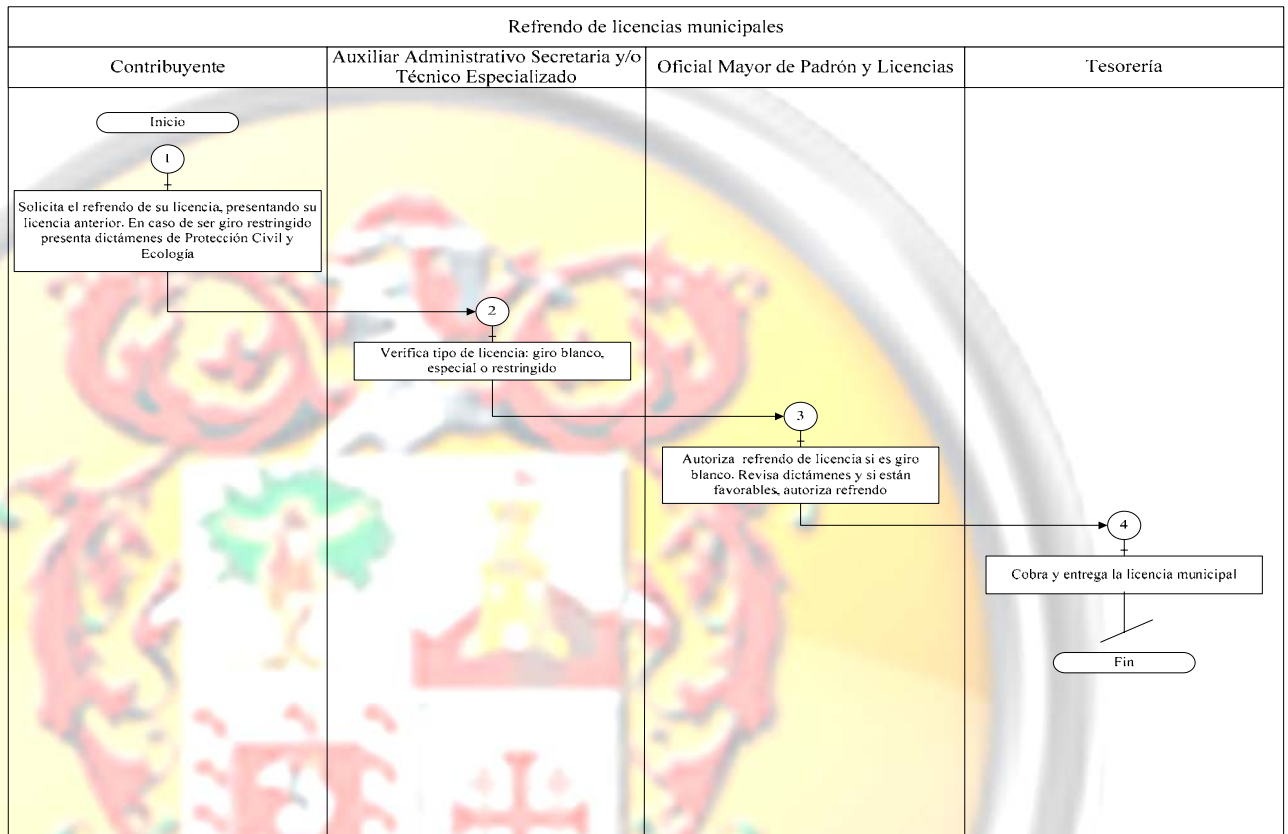 Refrendo de licencias municipales
Contribuyente
Auxiliar Administrativo Secretaria y/o
Técnico Especializado
Oficial Mayor de Padrón y Licencias
Tesorería
Inicio
1
Solicita el refrendo de su licencia, presentando su
licencia anterior. En caso de ser giro restringido
presenta dictámenes de Protección Civil y
Ecología
2
Verifica tipo de licencia: giro blanco,
especial o restringido
3
Autoriza refrendo de licencia si es giro
blanco. Revisa dictámenes y si están
favorables, autoriza refrendo
4
Cobra y entrega la licencia municipal
Fin